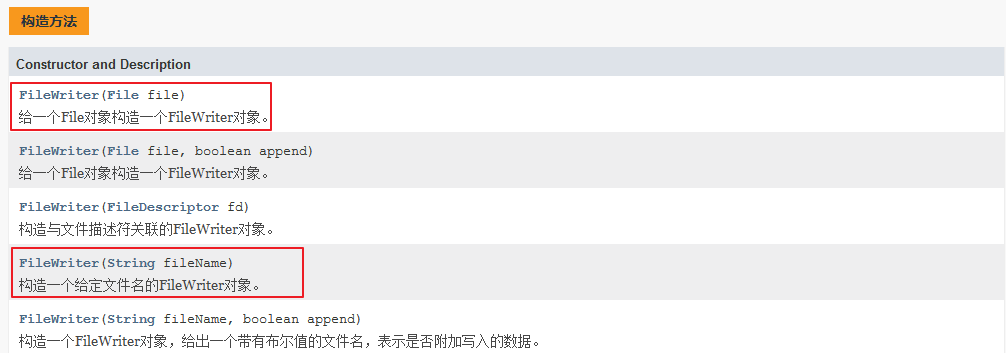 构造方法
Constructor and Description
FileWriter(File file)
给一个File对象构造一个FileWriter对象。
FileWriter(File file, boolean append)
给一个File对象构造一个FileWriter对象。
FileWriter(FileDescriptor fd)
构造与文件描述符关联的FileWriter对象。
FileWriter(String fileName)
构造一个给定文件名的FileWriter对象。
FileWriter(String fileName, boolean append)
构造一个FileWriter对象，给出一个带有布尔值的文件名，表示是否附加写入的数据。